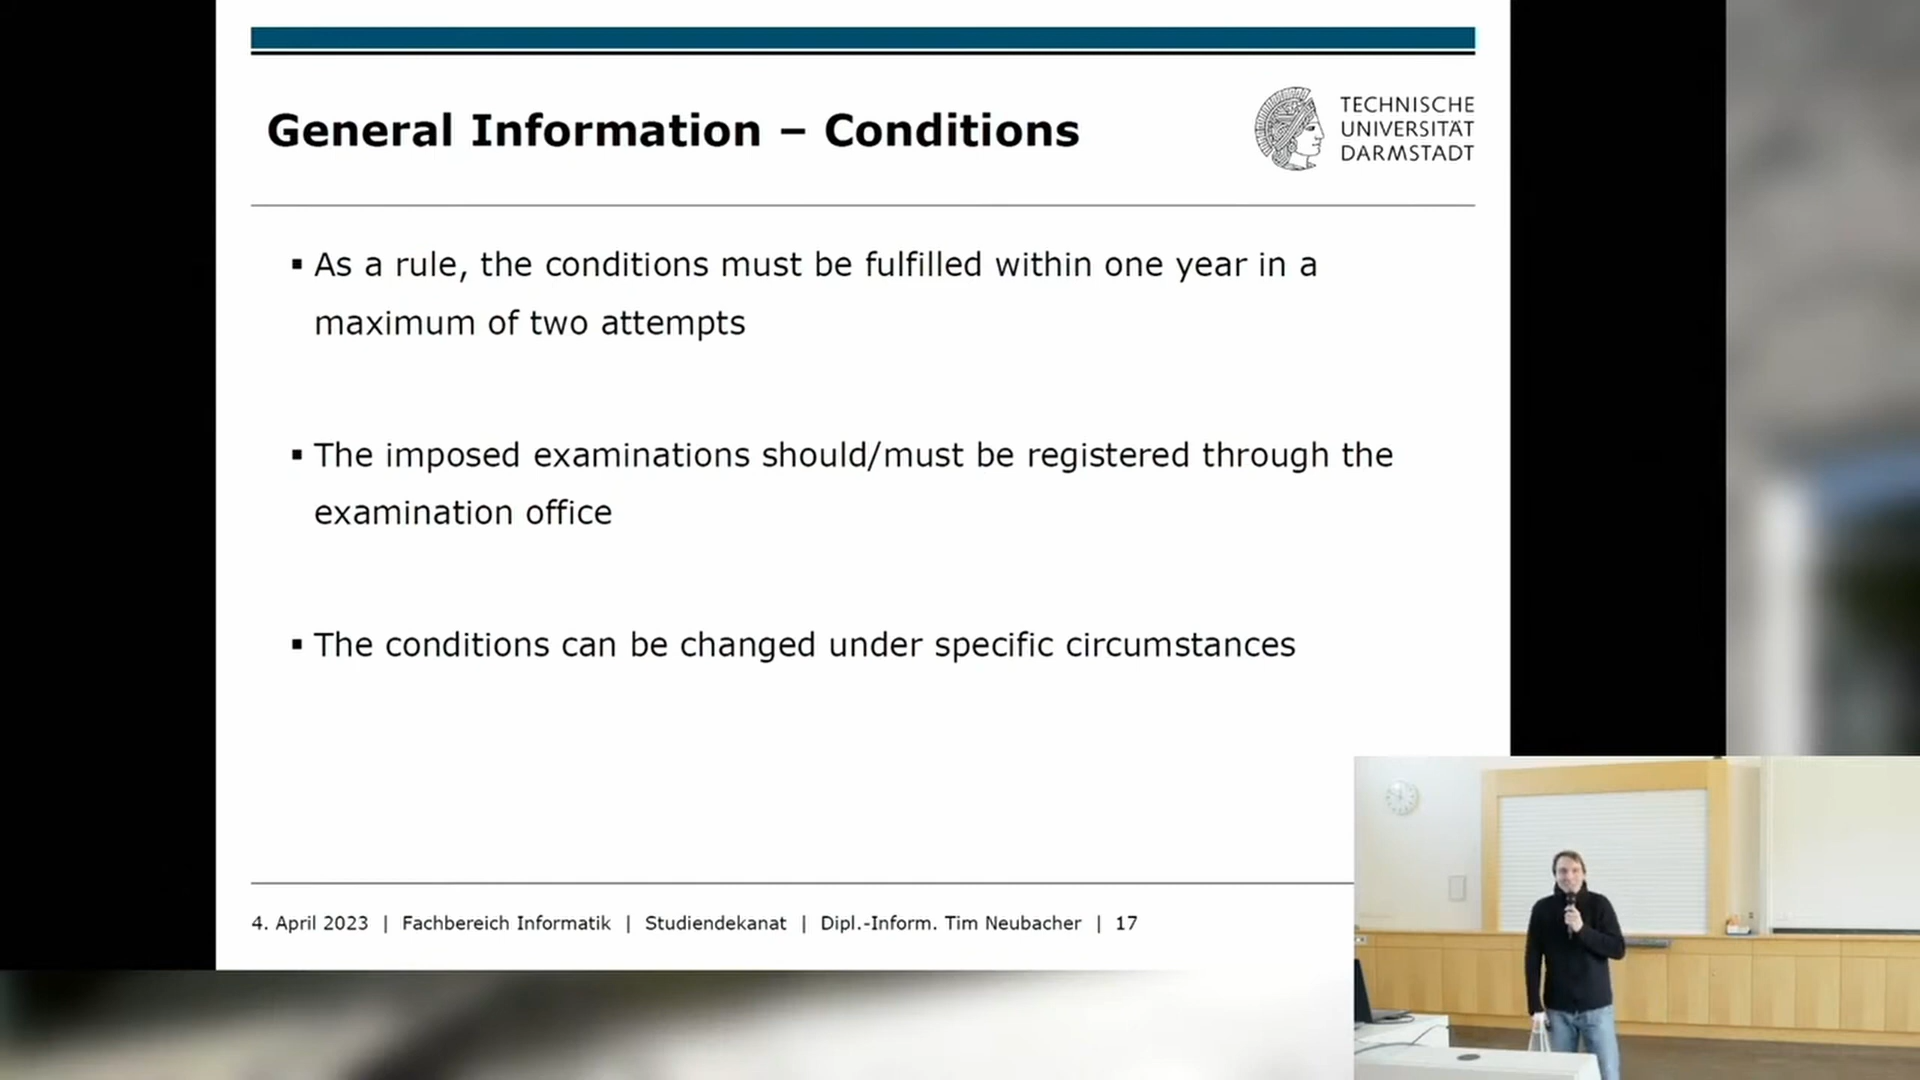 General Information – Conditions
TECHNISCHE
UNIVERSITÄT
DARMSTADT
▪ As a rule, the conditions must be fulfilled within one year in a
maximum of two attempts
▪ The imposed examinations should/must be registered through the
examination office
▪ The conditions can be changed under specific circumstances
4. April 2023 | Fachbereich Informatik | Studiendekanat | Dipl.-Inform. Tim Neubacher | 17